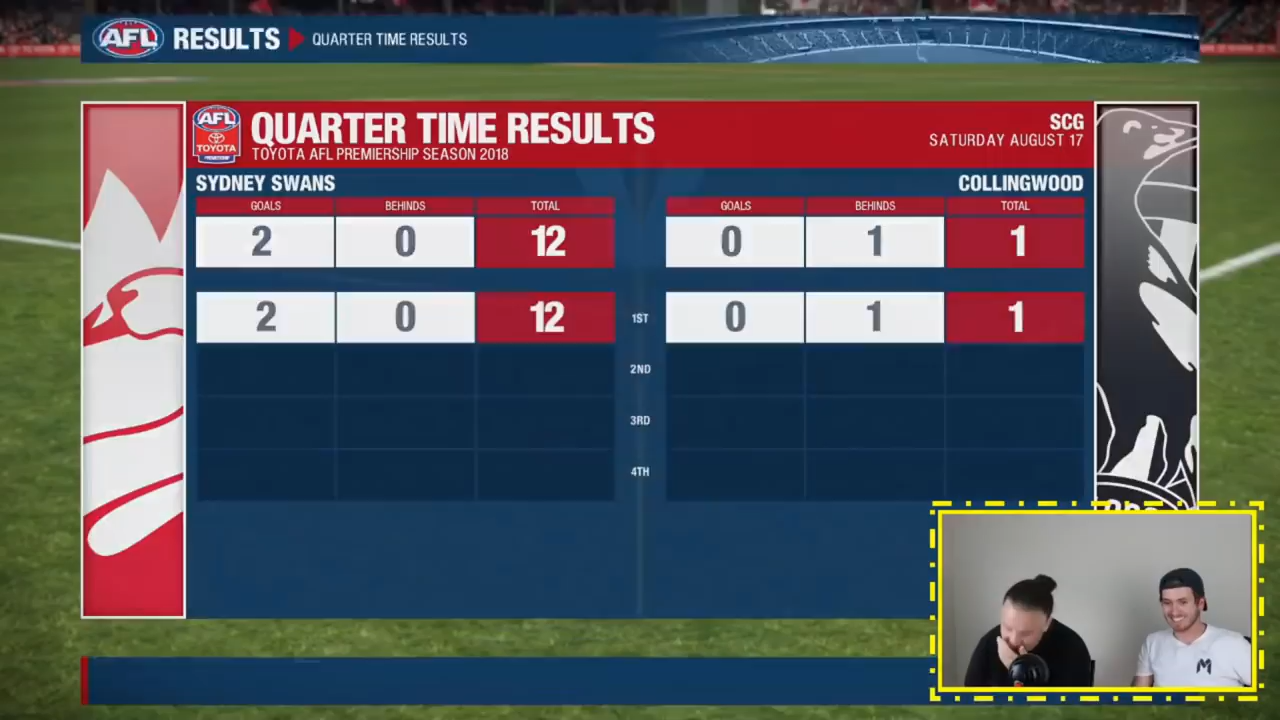 AFL RESULTS QUARTER TIME RESULTS
AFL TOYOTA QUARTER TIME RESULTS SCG
TOYOTA AFL PREMIERSHIP SEASON 2018 SATURDAY AUGUST 17
SYDNEY SWANS COLLINGWOOD
GOALS BEHINDS TOTAL GOALS BEHINDS TOTAL
2 0 12 0 1 1
2 0 12 1ST 0 1 1
2ND
3RD
4TH
M